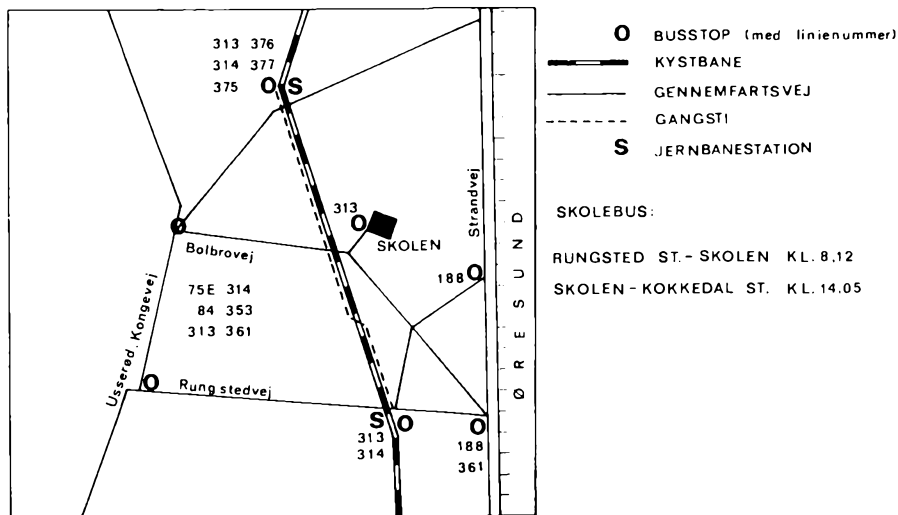 313 376
314 377
375
O S
313
O
SKOLEN
O
Bolbrovej
75E 314
84 353
313 361
Usserød. Kongevej
O
Rungstedvej
S O
313
314
Strandvej
188 O
O
188
361
ØRESUND
O BUSSTOP (med linienummer)
KYSTBANE
GENNEMFARTSVEJ
GANGSTI
S JERNBANESTATION
SKOLEBUS:
RUNGSTED ST.- SKOLEN KL. 8,12
SKOLEN - KOKKEDAL ST. KL. 14.05